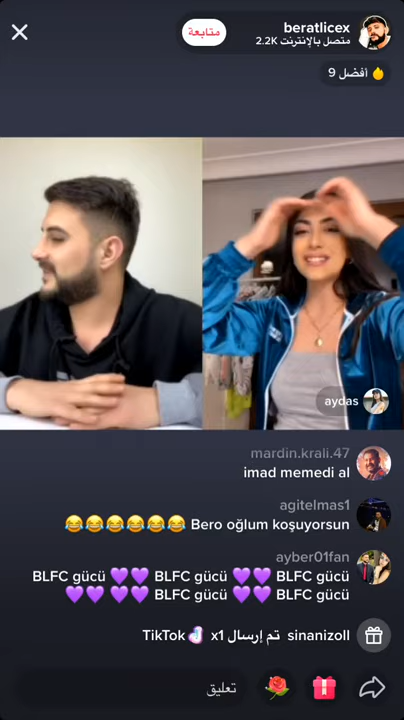 beratlicex
متصل بالإنترنت 2.2K
متابعة
أفضل 9
aydas
mardin.krali.47
imad memedi al
agitelmas1
😂😂😂😂😂😂 Bero oğlum koşuyorsun
ayber01fan
BLFC gücü 💜💜 BLFC gücü 💜💜 BLFC gücü
💜💜 💜💜 BLFC gücü 💜💜 BLFC gücü
sinanizoll تم إرسال TikTok x1
تعليق